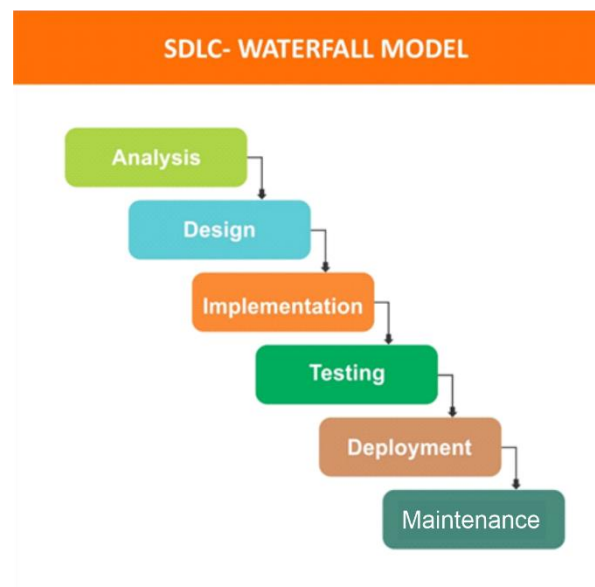 SDLC- WATERFALL MODEL
Analysis
Design
Implementation
Testing
Deployment
Maintenance